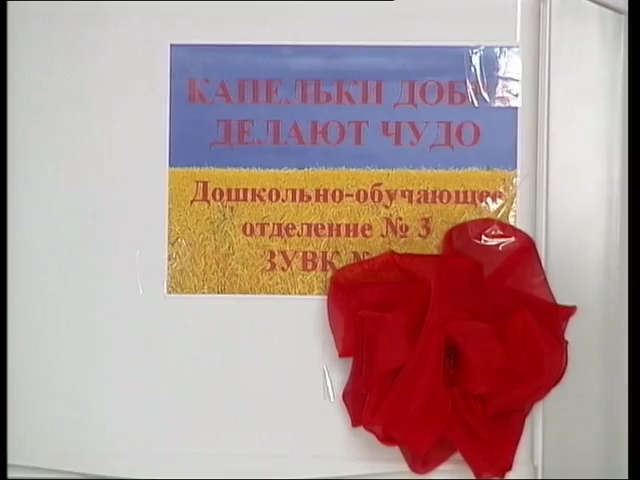 КАПЕЛЬКИ
ДЕЛАЮТ ЧУДО
Дошкольно-обучающее
отделение № 3
ЗУВК